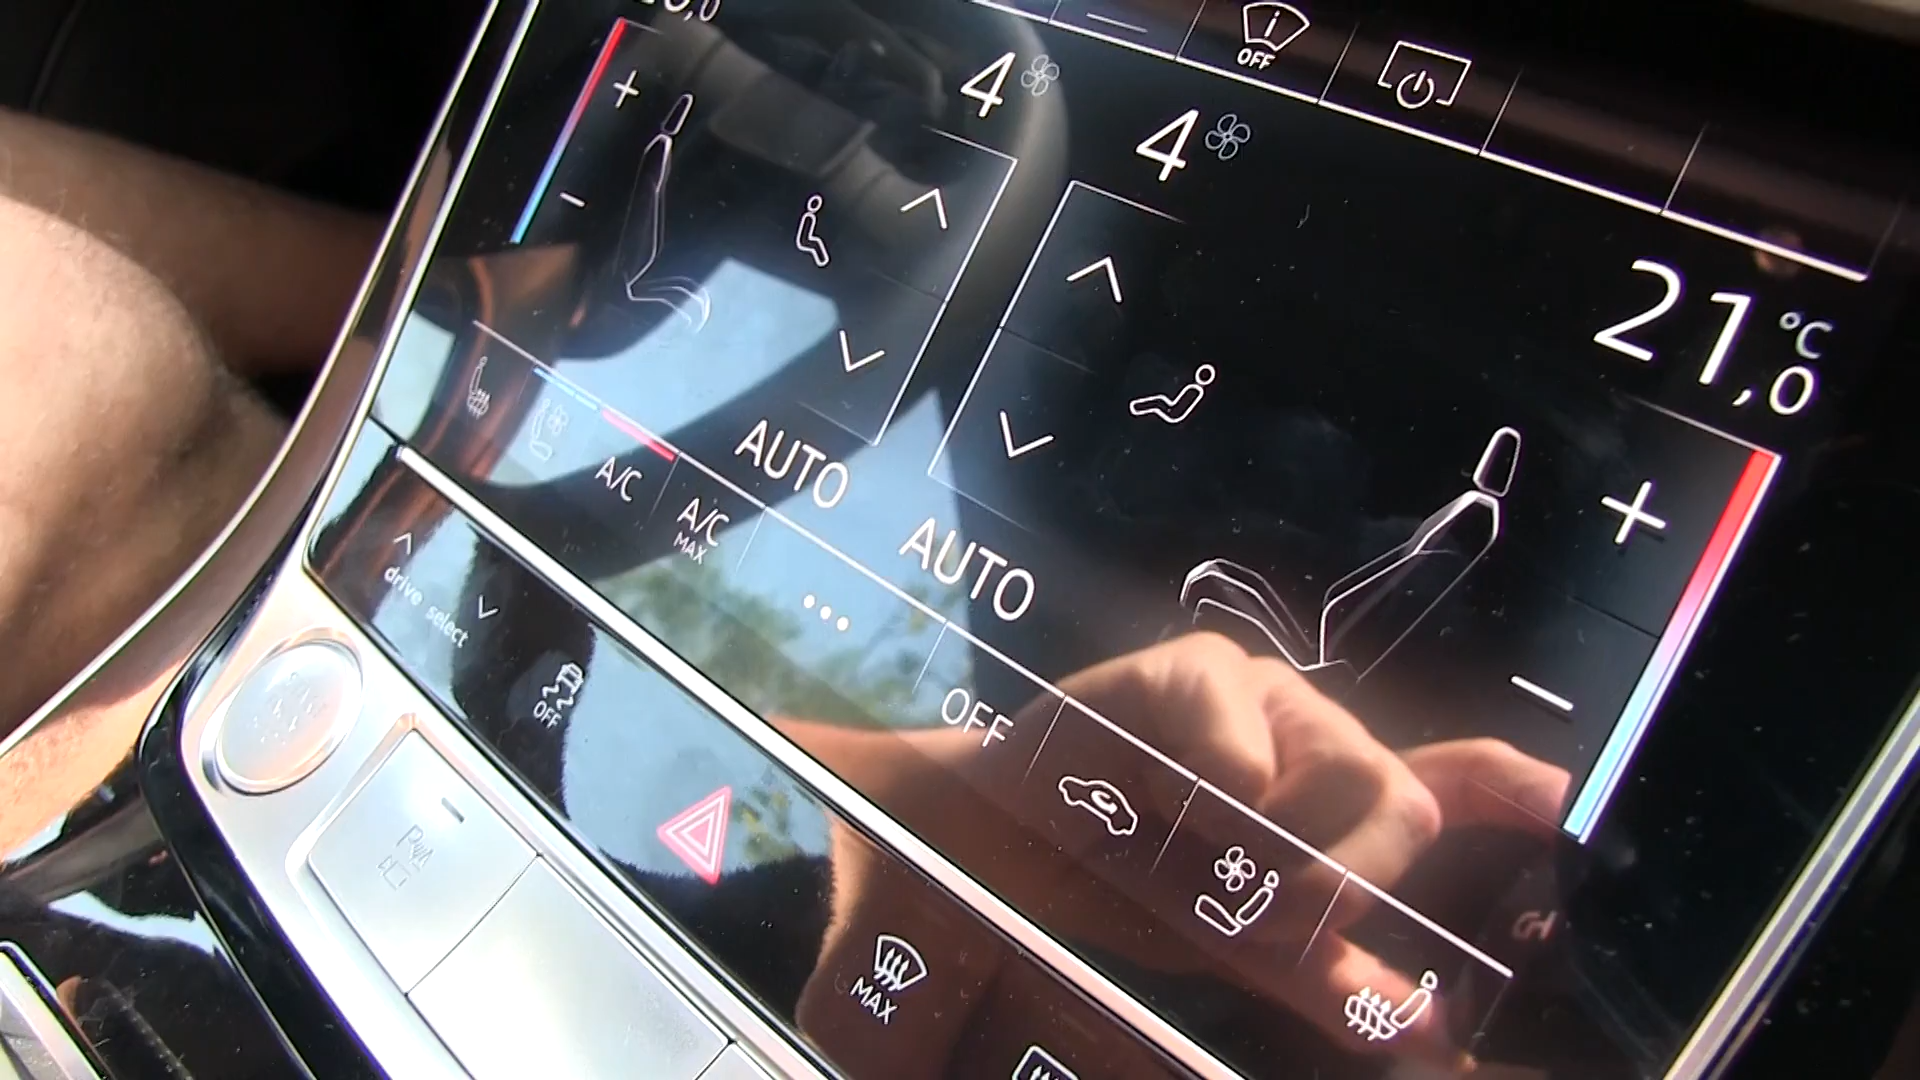 OFF
4
4
21,0 °C
+
−
+
−
AUTO
AUTO
A/C
A/C
MAX
...
OFF
drive select
OFF
MAX